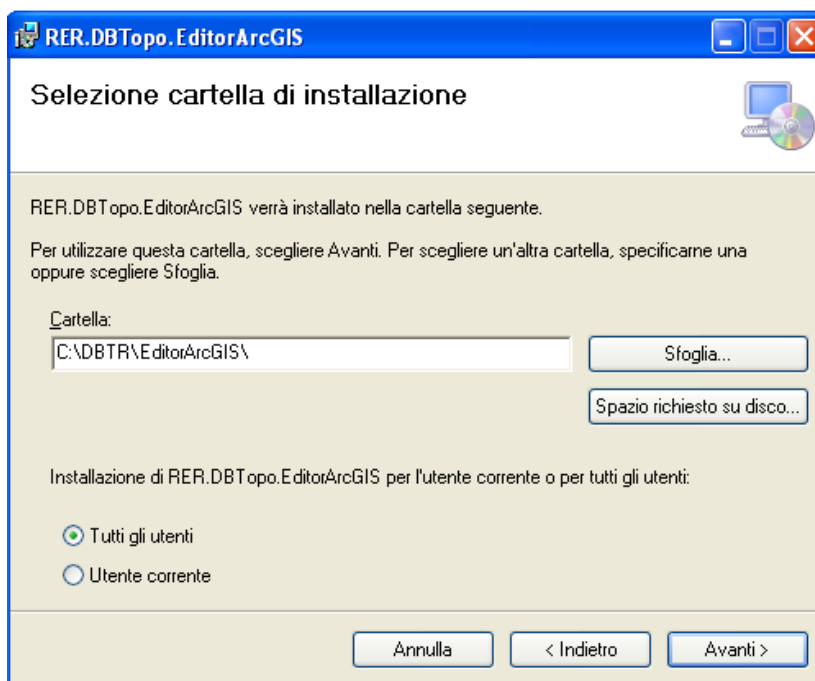 RER.DBTopo.EditorArcGIS
Selezione cartella di installazione
RER.DBTopo.EditorArcGIS verrà installato nella cartella seguente.
Per utilizzare questa cartella, scegliere Avanti. Per scegliere un'altra cartella, specificarne una
oppure scegliere Sfoglia.
Cartella:
C:\DBTR\EditorArcGIS\
Sfoglia...
Spazio richiesto su disco...
Installazione di RER.DBTopo.EditorArcGIS per l'utente corrente o per tutti gli utenti:
Tutti gli utenti
Utente corrente
Annulla
< Indietro
Avanti >